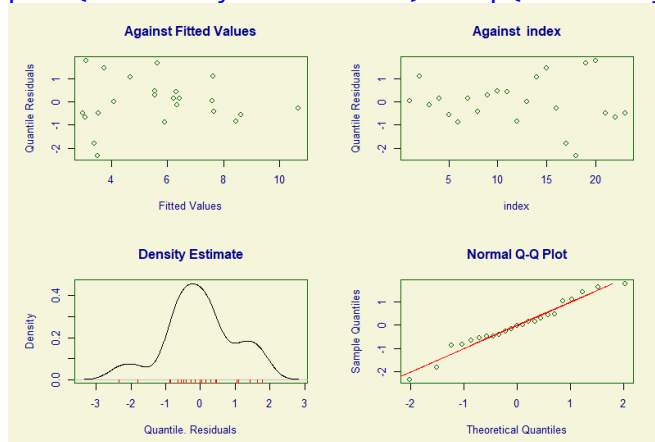 Against Fitted Values
Quantile Residuals
1
0
-1
-2
4 6 8 10
Fitted Values
Against index
Quantile Residuals
1
0
-1
-2
5 10 15 20
index
Density Estimate
Density
0.4
0.2
0.0
-3 -2 -1 0 1 2 3
Quantile. Residuals
Normal Q-Q Plot
Sample Quantiles
1
0
-1
-2
-2 -1 0 1 2
Theoretical Quantiles